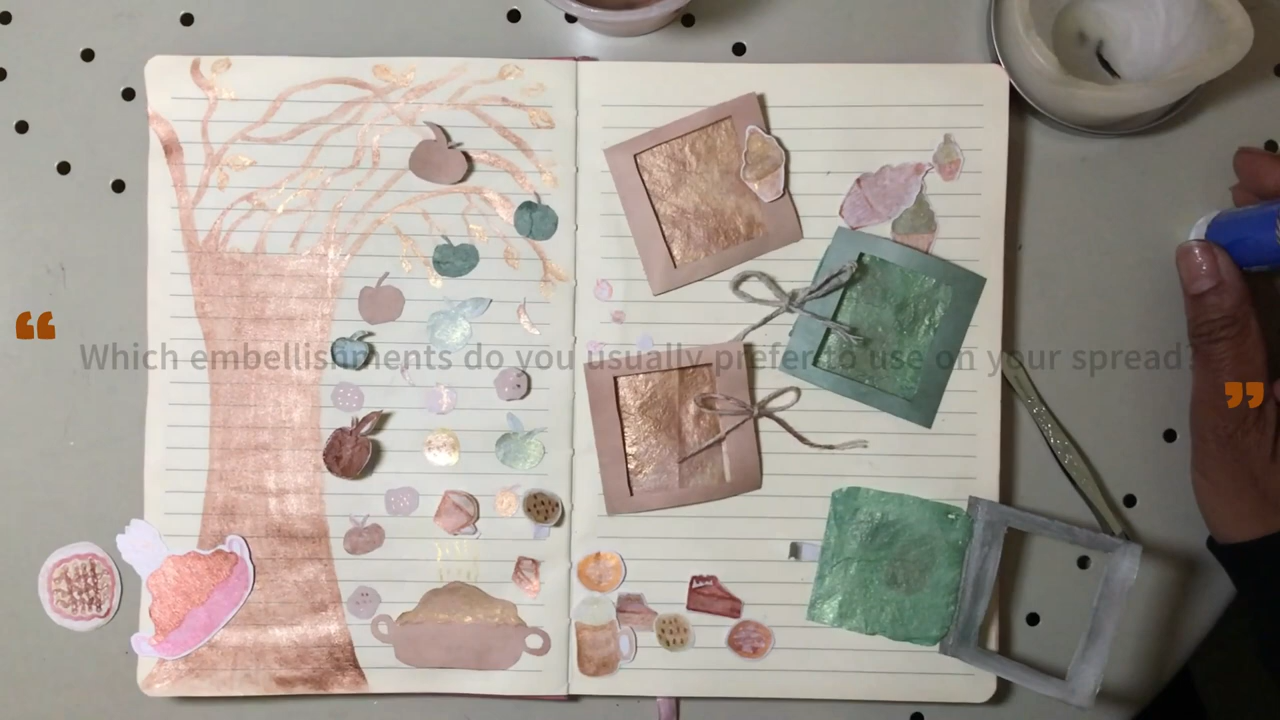 “ Which embellishments do you usually prefer to use on your spread? ”